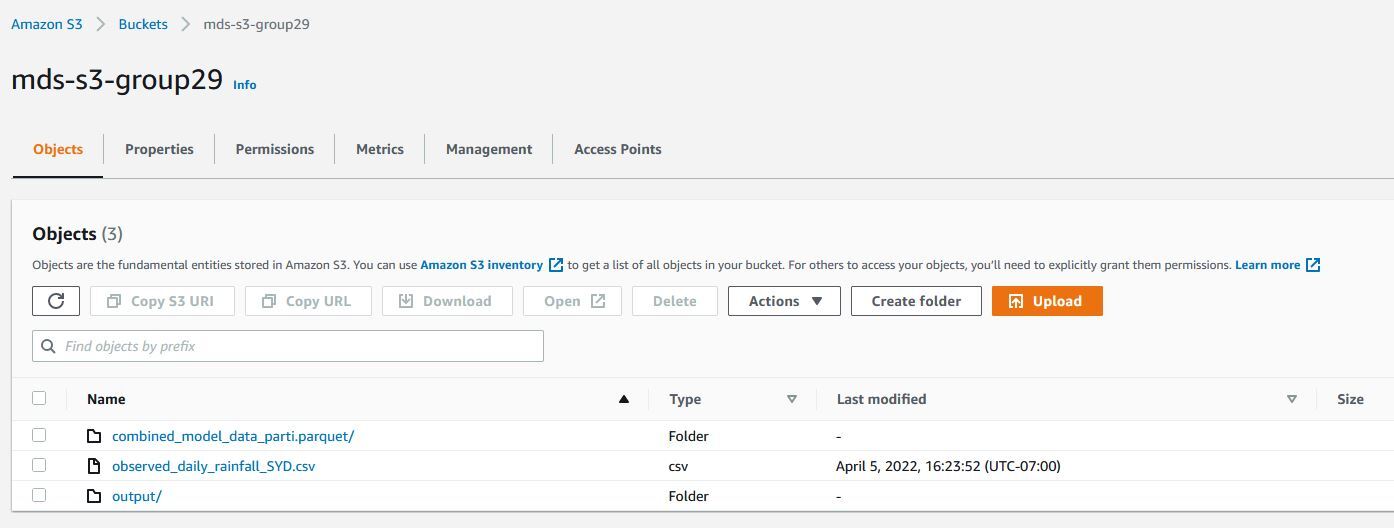 Amazon S3 > Buckets > mds-s3-group29
mds-s3-group29 Info
Objects Properties Permissions Metrics Management Access Points
Objects (3)
Objects are the fundamental entities stored in Amazon S3. You can use Amazon S3 inventory to get a list of all objects in your bucket. For others to access your objects, you'll need to explicitly grant them permissions. Learn more
Copy S3 URI Copy URL Download Open Delete Actions Create folder Upload
Find objects by prefix
Name Type Last modified Size
combined_model_data_parti.parquet/ Folder -
observed_daily_rainfall_SYD.csv csv April 5, 2022, 16:23:52 (UTC-07:00)
output/ Folder -